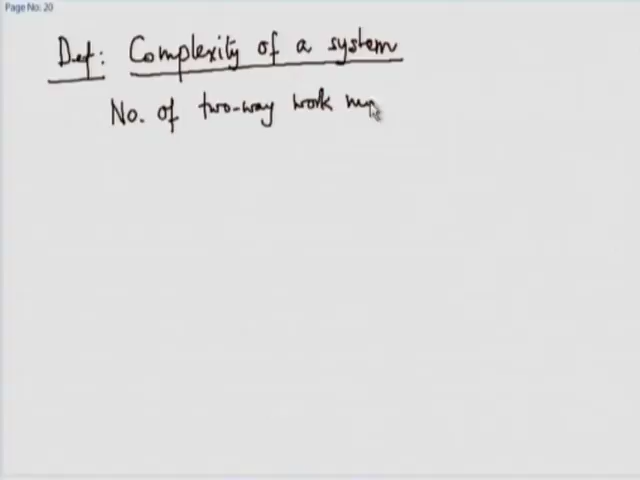 Page No: 20
Def: Complexity of a system
No. of two-way work